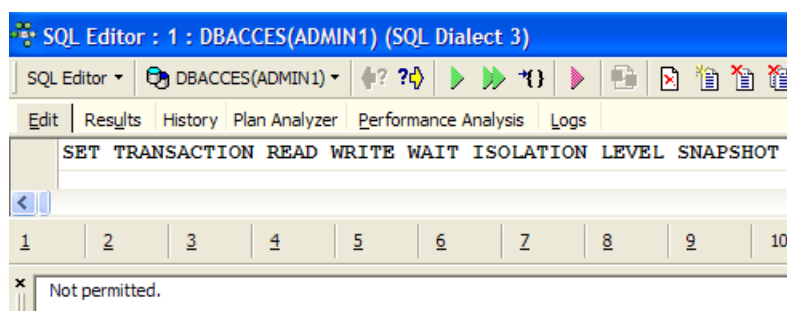 SQL Editor : 1 : DBACCES(ADMIN1) (SQL Dialect 3)
SQL Editor DBACCES(ADMIN1) ? ?
Edit Results History Plan Analyzer Performance Analysis Logs
SET TRANSACTION READ WRITE WAIT ISOLATION LEVEL SNAPSHOT
1 2 3 4 5 6 7 8 9 10
Not permitted.